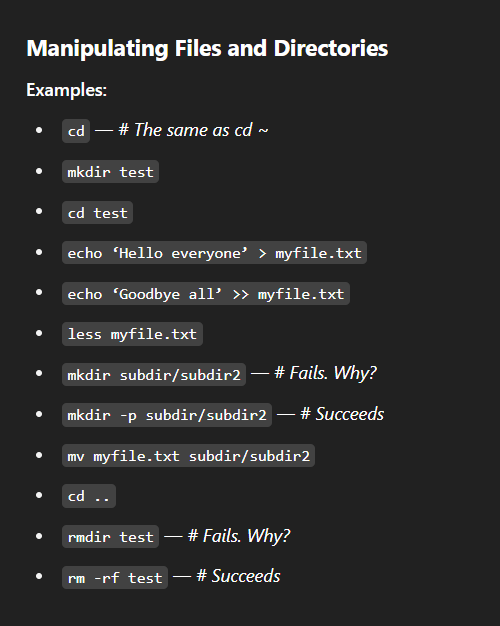 Manipulating Files and Directories
Examples:
• cd — # The same as cd ~
• mkdir test
• cd test
• echo ‘Hello everyone’ > myfile.txt
• echo ‘Goodbye all’ >> myfile.txt
• less myfile.txt
• mkdir subdir/subdir2 — # Fails. Why?
• mkdir -p subdir/subdir2 — # Succeeds
• mv myfile.txt subdir/subdir2
• cd ..
• rmdir test — # Fails. Why?
• rm -rf test — # Succeeds